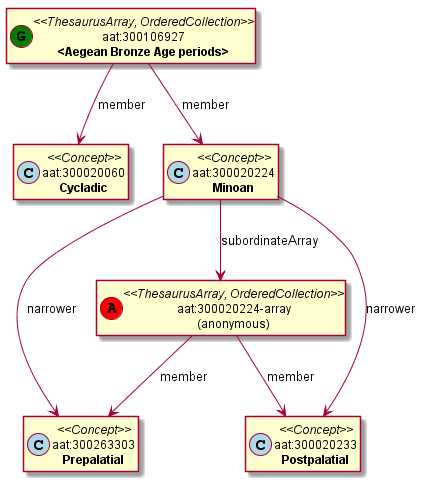 G
<<ThesaurusArray, OrderedCollection>>
aat:300106927
<Aegean Bronze Age periods>
member
member
C
<<Concept>>
aat:300020060
Cycladic
C
<<Concept>>
aat:300020224
Minoan
subordinateArray
A
<<ThesaurusArray, OrderedCollection>>
aat:300020224-array
(anonymous)
narrower
narrower
member
member
C
<<Concept>>
aat:300263303
Prepalatial
C
<<Concept>>
aat:300020233
Postpalatial